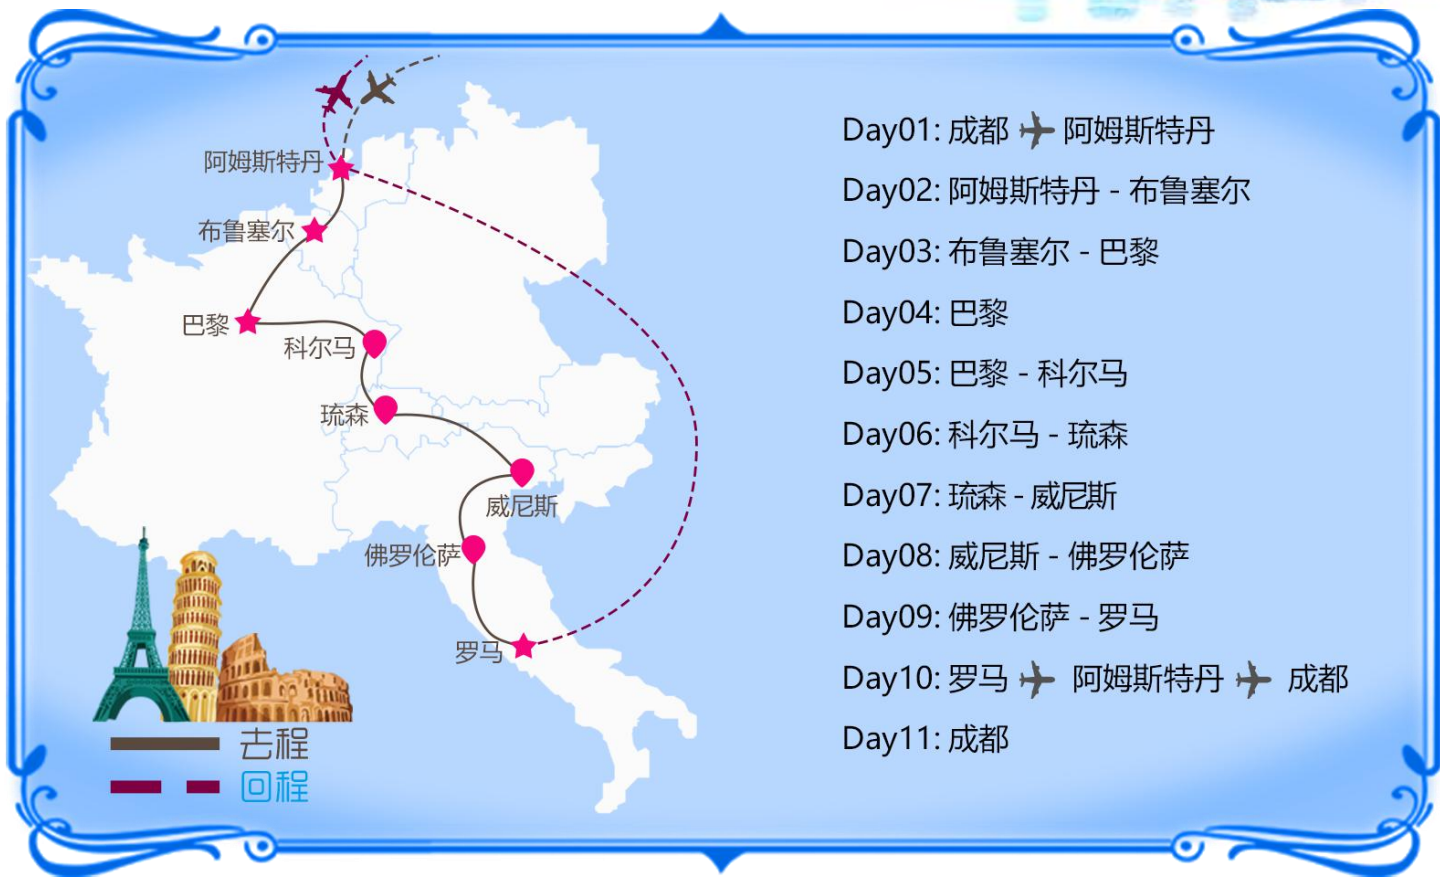 阿姆斯特丹
布鲁塞尔
巴黎
科尔马
琉森
威尼斯
佛罗伦萨
罗马
去程
回程
Day01: 成都 阿姆斯特丹
Day02: 阿姆斯特丹 - 布鲁塞尔
Day03: 布鲁塞尔 - 巴黎
Day04: 巴黎
Day05: 巴黎 - 科尔马
Day06: 科尔马 - 琉森
Day07: 琉森 - 威尼斯
Day08: 威尼斯 - 佛罗伦萨
Day09: 佛罗伦萨 - 罗马
Day10: 罗马 阿姆斯特丹 成都
Day11: 成都